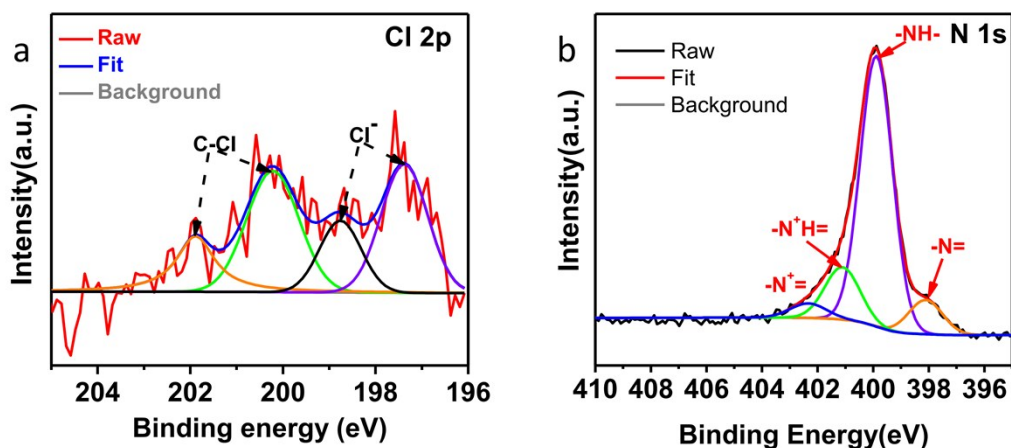 a
Raw
Fit
Background
Cl 2p
C-Cl
Cl-
Intensity(a.u.)
204 202 200 198 196
Binding energy (eV)
b
Raw
Fit
Background
N 1s
-NH-
-N+H=
-N+=
-N=
Intensity(a.u.)
410 408 406 404 402 400 398 396
Binding Energy(eV)